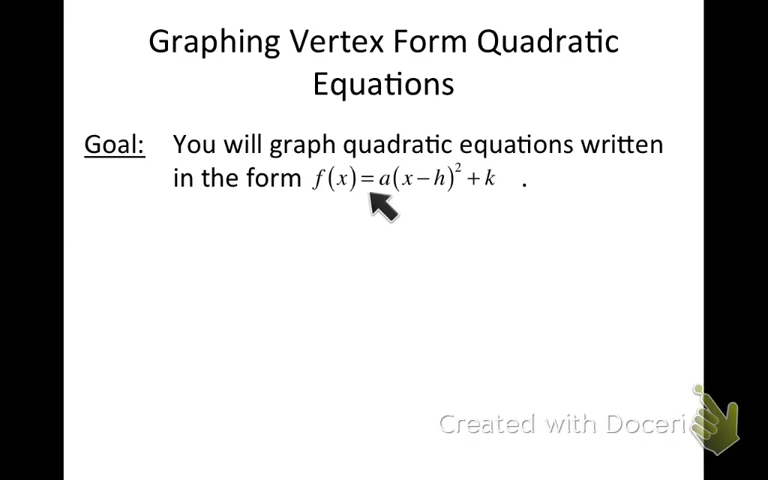 Graphing Vertex Form Quadratic
Equations
Goal: You will graph quadratic equations written
in the form f(x)=a(x−h)²+k .
Created with Doceri